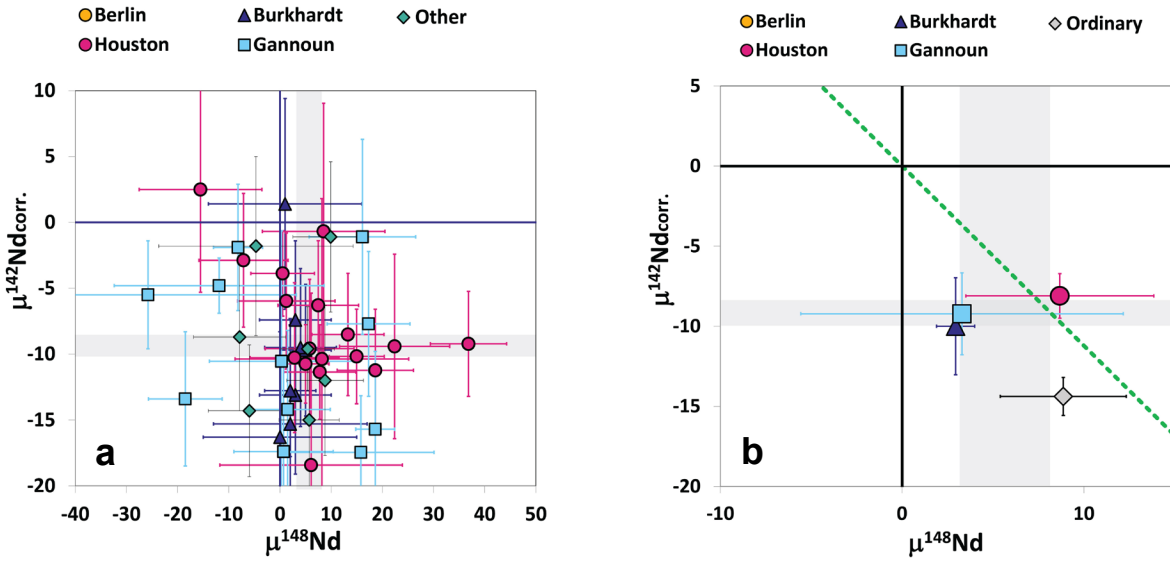 Berlin Burkhardt Other
Houston Gannoun
10
5
0
-5
-10
-15
-20
-40 -30 -20 -10 0 10 20 30 40 50
μ142Ndcorr.
μ148Nd
a
Berlin Burkhardt Ordinary
Houston Gannoun
5
0
-5
-10
-15
-20
-10 0 10
μ142Ndcorr.
μ148Nd
b